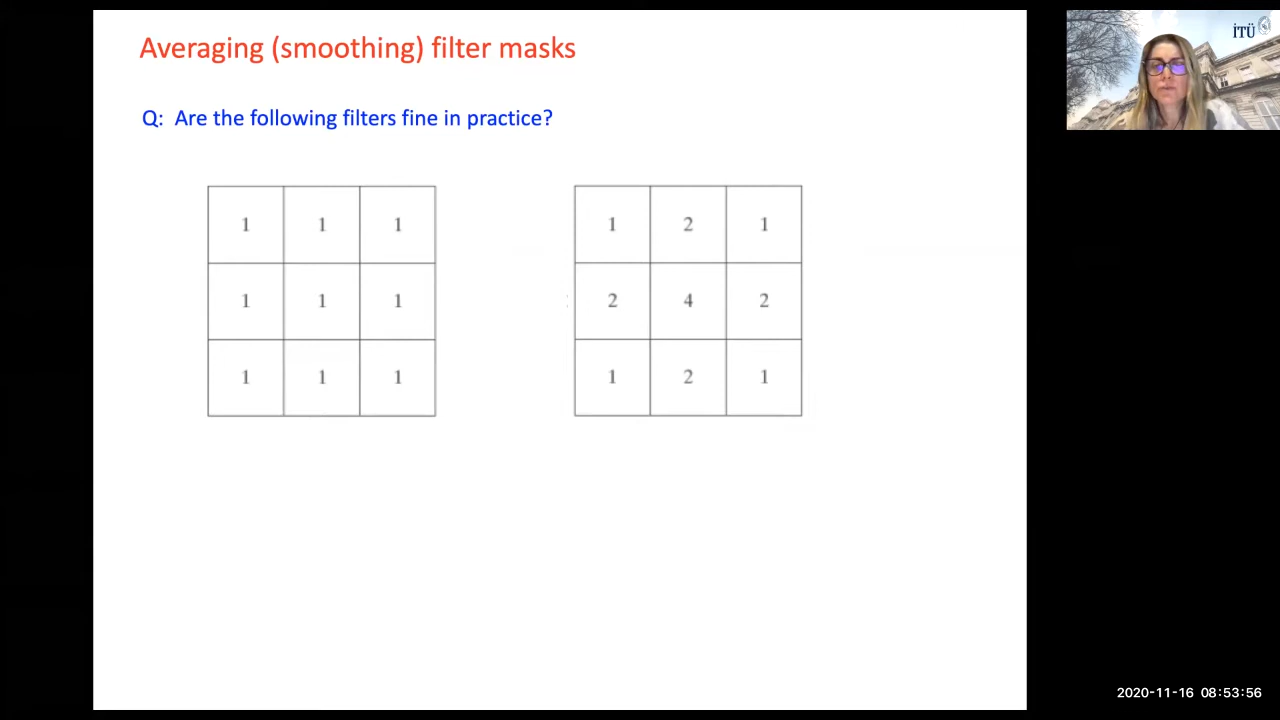 Averaging (smoothing) filter masks
Q: Are the following filters fine in practice?
1 1 1
1 1 1
1 1 1
1 2 1
2 4 2
1 2 1
İTÜ
2020-11-16 08:53:56